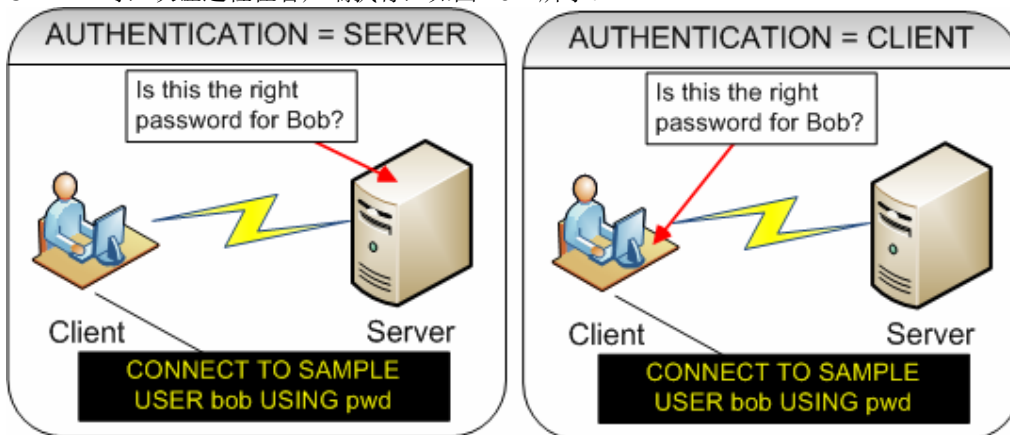 AUTHENTICATION = SERVER
Is this the right
password for Bob?
Client
Server
CONNECT TO SAMPLE
USER bob USING pwd
AUTHENTICATION = CLIENT
Is this the right
password for Bob?
Client
Server
CONNECT TO SAMPLE
USER bob USING pwd